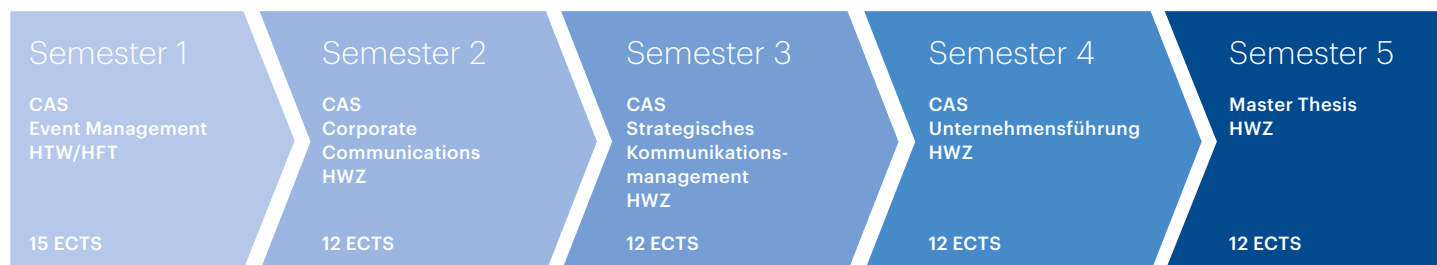 Semester 1
CAS
Event Management
HTW/HFT
15 ECTS
Semester 2
CAS
Corporate
Communications
HWZ
12 ECTS
Semester 3
CAS
Strategisches
Kommunikations-
management
HWZ
12 ECTS
Semester 4
CAS
Unternehmensführung
HWZ
12 ECTS
Semester 5
Master Thesis
HWZ
12 ECTS